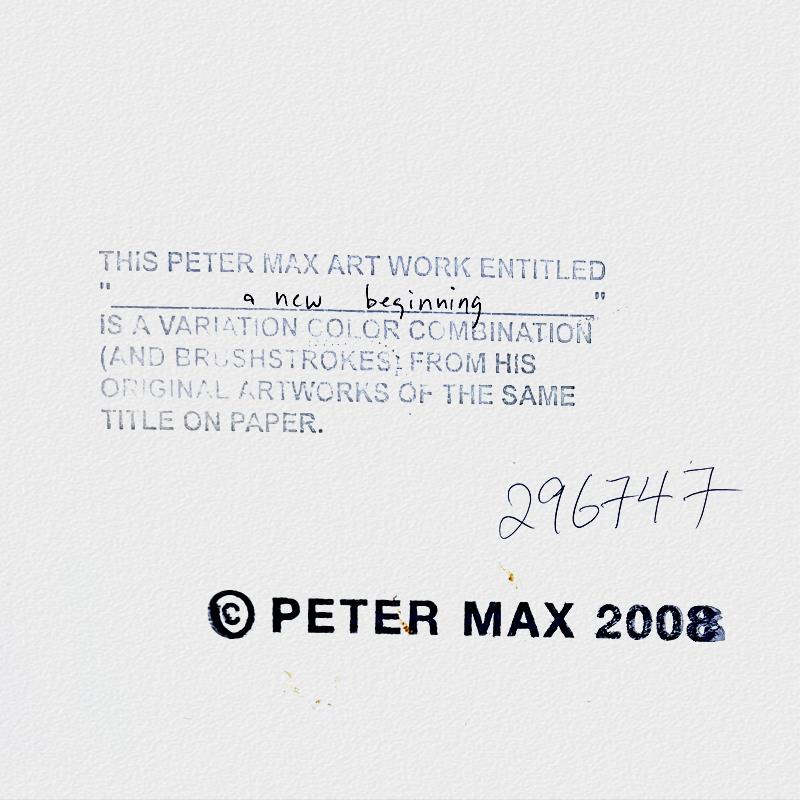 THIS PETER MAX ART WORK ENTITLED
" a new beginning "
IS A VARIATION COLOR COMBINATION
(AND BRUSHSTROKES) FROM HIS
ORIGINAL ARTWORKS OF THE SAME
TITLE ON PAPER.
296747
© PETER MAX 2008